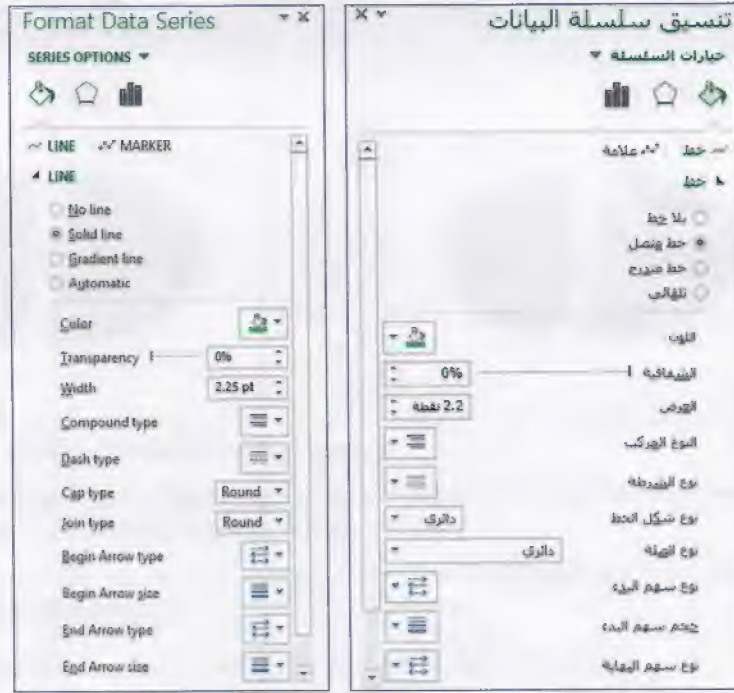 Format Data Series
SERIES OPTIONS
LINE MARKER
LINE
No line
Solid line
Gradient line
Automatic
Color
Transparency 0%
Width 2.25 pt
Compound type
Dash type
Cap type Round
Join type Round
Begin Arrow type
Begin Arrow size
End Arrow type
End Arrow size
تنسيق سلسلة البيانات
خيارات السلسلة
خط علامة
خط
بلا خط
خط متصل
خط متدرج
تلقائي
اللون
الشفافية 0%
العرض 2.2 نقطة
النوع المركب
نوع الشرطة
نوع شكل الخط دائري
نوع الصلة دائري
نوع سهم البدء
حجم سهم البدء
نوع سهم النهاية